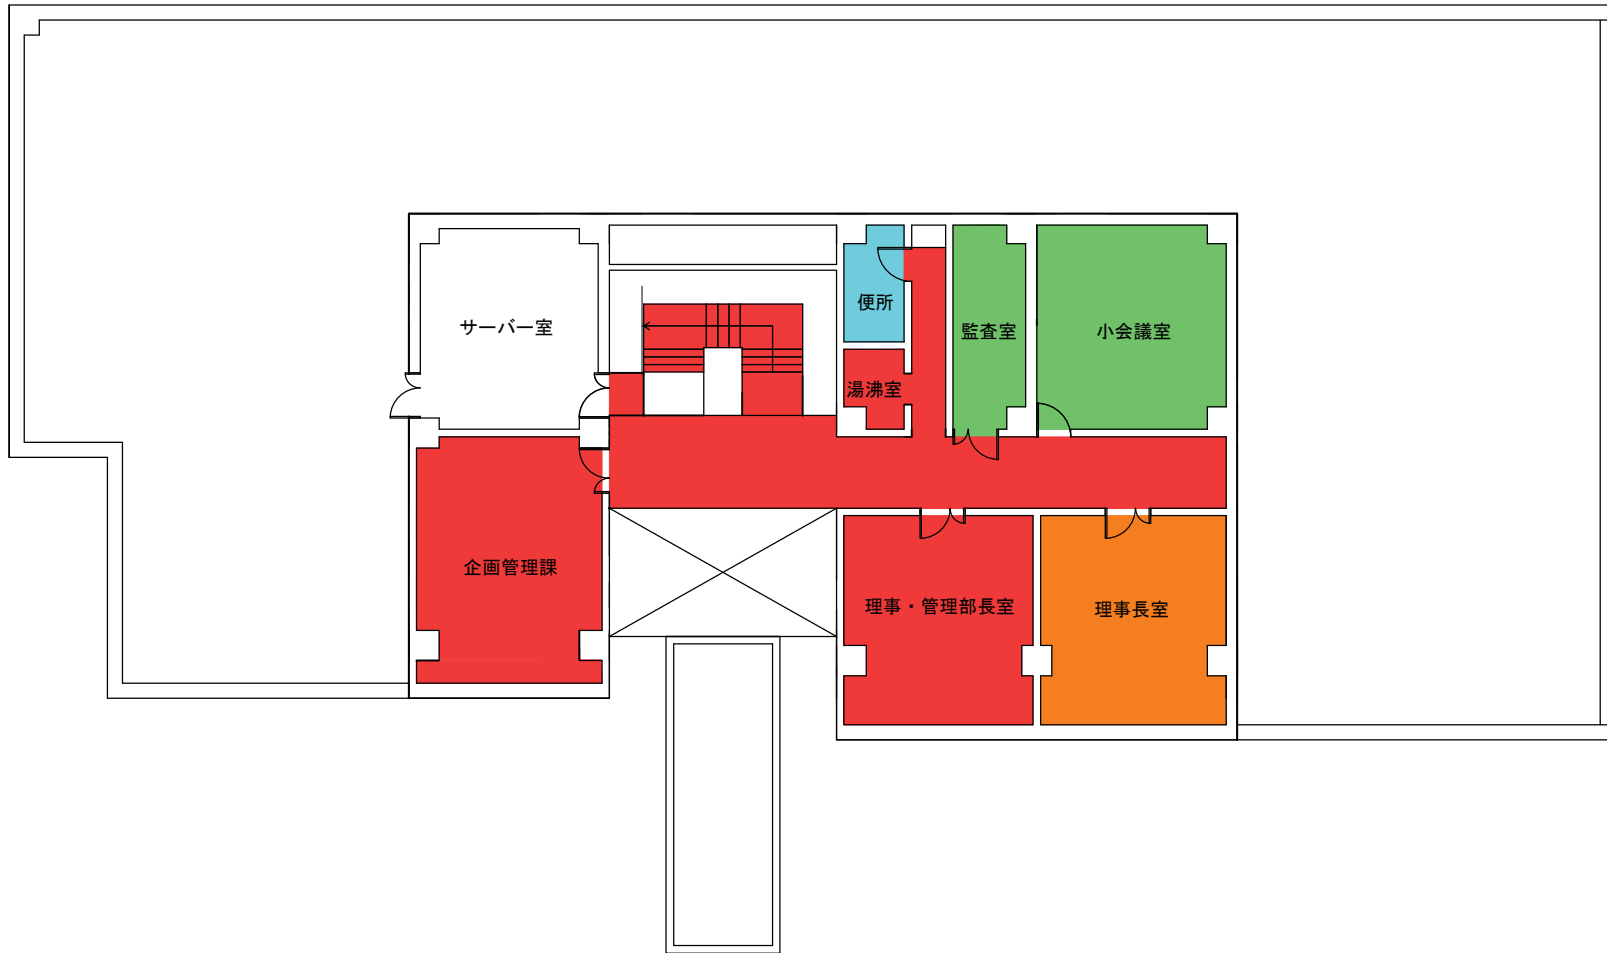 便所
サーバー室
監査室
小会議室
湯沸室
企画管理課
理事・管理部長室
理事長室